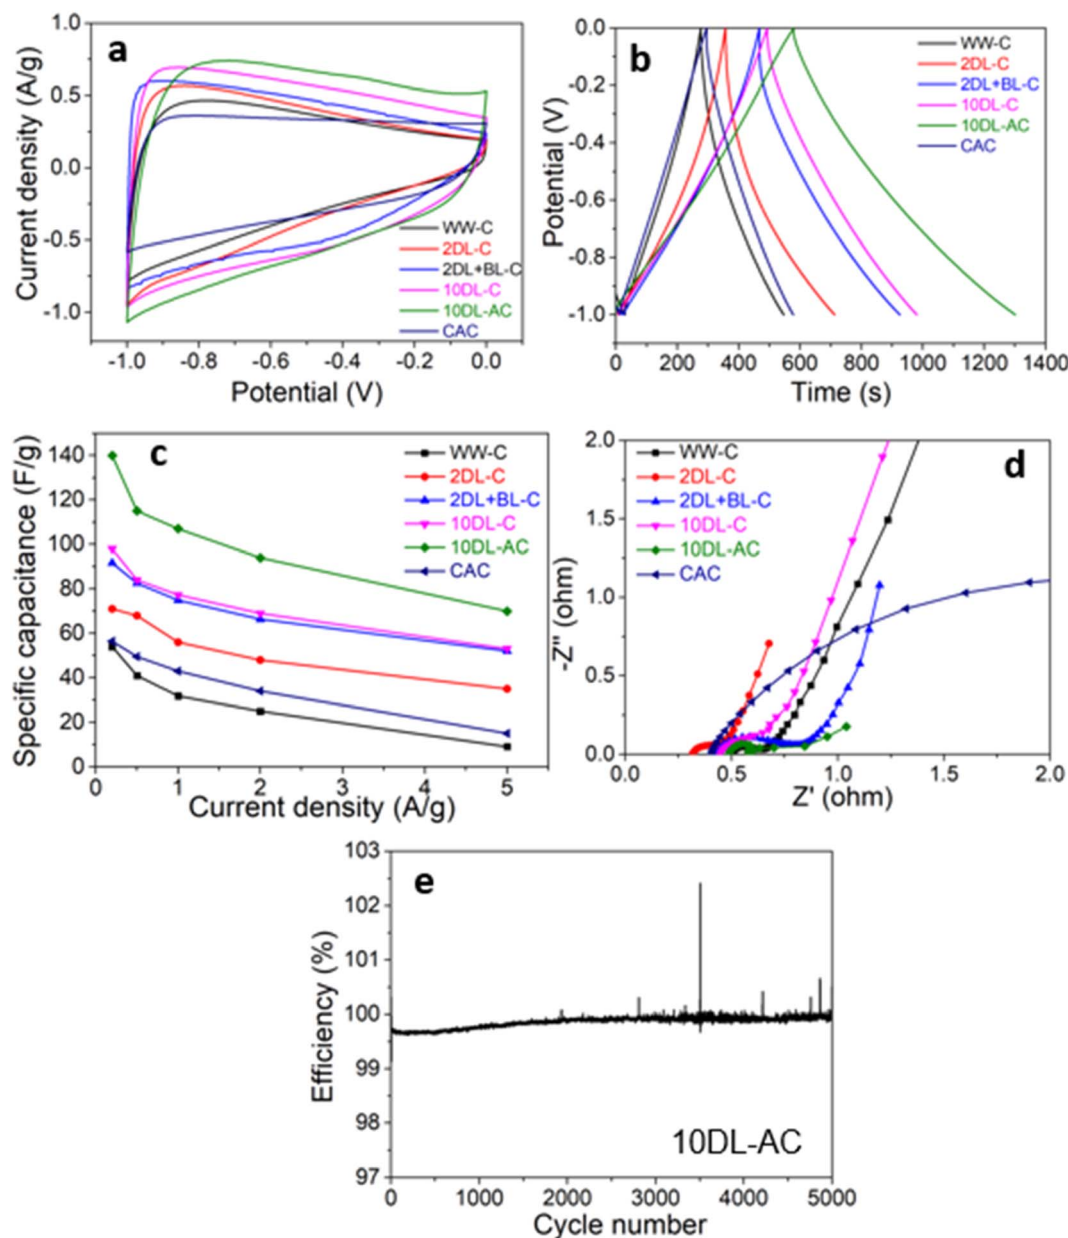 a
Current density (A/g)
1.0
0.5
0.0
-0.5
-1.0
-1.0 -0.8 -0.6 -0.4 -0.2 0.0
Potential (V)
WW-C
2DL-C
2DL+BL-C
10DL-C
10DL-AC
CAC
b
Potential (V)
0.0
-0.2
-0.4
-0.6
-0.8
-1.0
0 200 400 600 800 1000 1200 1400
Time (s)
WW-C
2DL-C
2DL+BL-C
10DL-C
10DL-AC
CAC
c
Specific capacitance (F/g)
140
120
100
80
60
40
20
0
0 1 2 3 4 5
Current density (A/g)
WW-C
2DL-C
2DL+BL-C
10DL-C
10DL-AC
CAC
d
-Z" (ohm)
2.0
1.5
1.0
0.5
0.0
0.0 0.5 1.0 1.5 2.0
Z' (ohm)
WW-C
2DL-C
2DL+BL-C
10DL-C
10DL-AC
CAC
e
Efficiency (%)
103
102
101
100
99
98
97
0 1000 2000 3000 4000 5000
Cycle number
10DL-AC